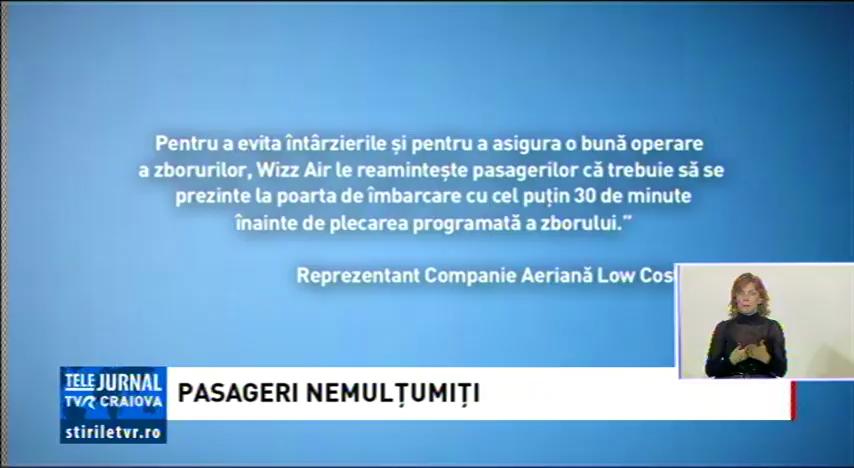 Pentru a evita întârzierile și pentru a asigura o bună operare
a zborurilor, Wizz Air le reamintește pasagerilor că trebuie să se
prezinte la poarta de îmbarcare cu cel puțin 30 de minute
înainte de plecarea programată a zborului.”
Reprezentant Companie Aeriană Low
TELE JURNAL
TVR CRAIOVA
PASAGERI NEMULȚUMIȚI
stiriletvr.ro